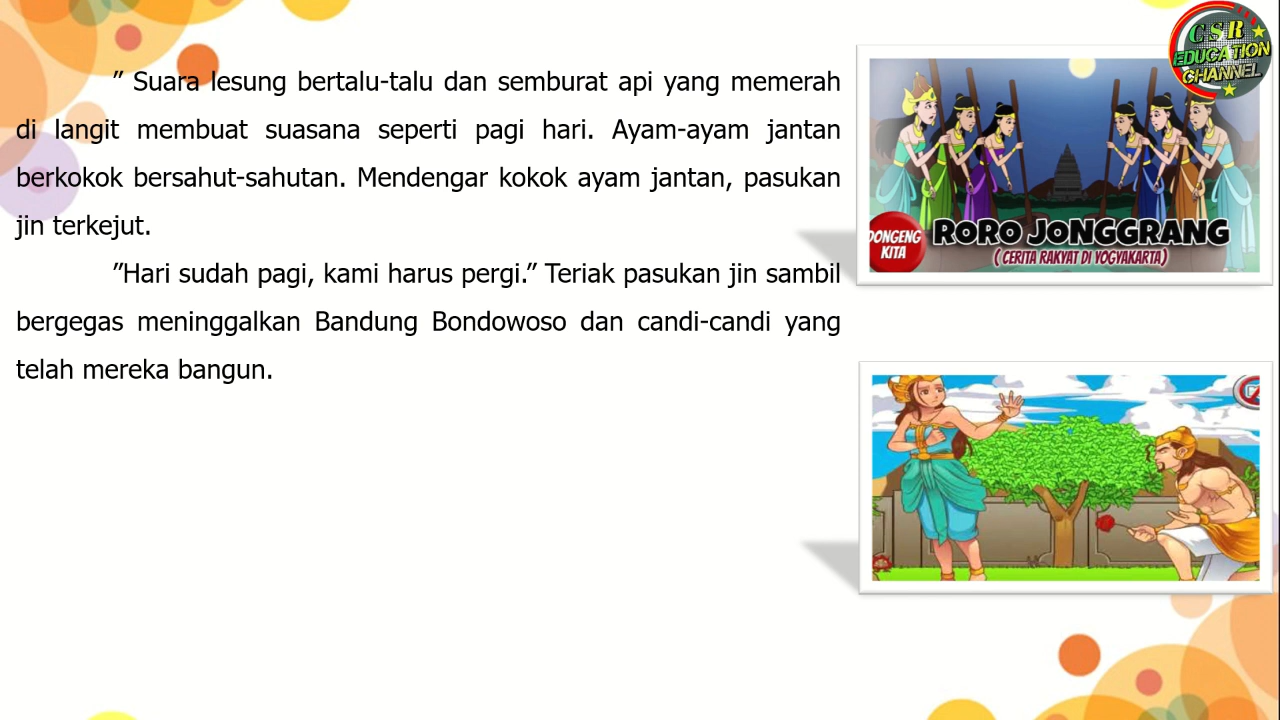 ” Suara lesung bertalu-talu dan semburat api yang memerah
di langit membuat suasana seperti pagi hari. Ayam-ayam jantan
berkokok bersahut-sahutan. Mendengar kokok ayam jantan, pasukan
jin terkejut.
”Hari sudah pagi, kami harus pergi.” Teriak pasukan jin sambil
bergegas meninggalkan Bandung Bondowoso dan candi-candi yang
telah mereka bangun.
CSR
EDUCATION
CHANNEL
DONGENG
KITA
RORO JONGGRANG
( CERITA RAKYAT DI YOGYAKARTA)